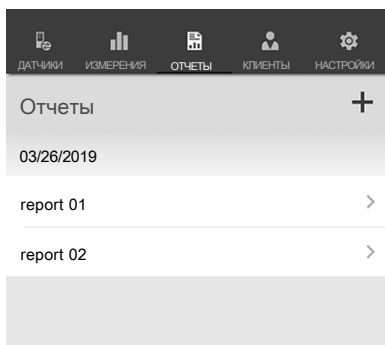 ДАТЧИКИ ИЗМЕРЕНИЯ ОТЧЕТЫ КЛИЕНТЫ НАСТРОЙКИ
Отчеты
03/26/2019
report 01
report 02